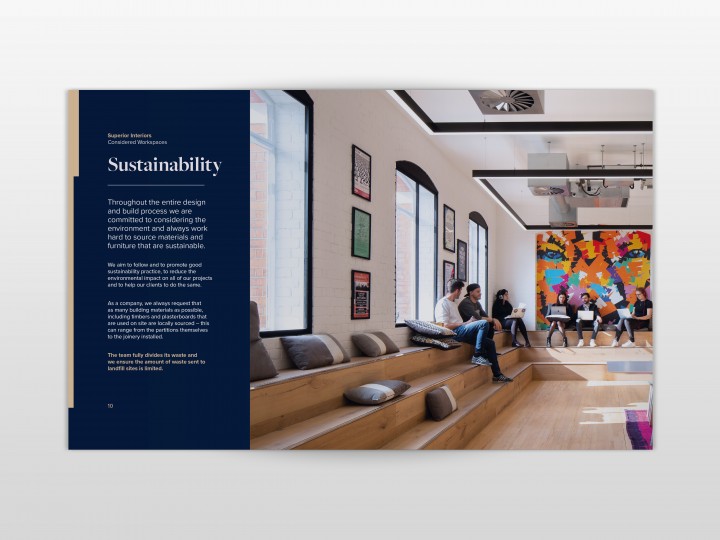 Superior Interiors
Considered Workspaces
Sustainability
Throughout the entire design
and build process we are
committed to considering the
environment and always work
hard to source materials and
furniture that are sustainable.
We aim to follow and to promote good
sustainability practice, to reduce the
environmental impact on all of our projects
and to help our clients to do the same.
As a company, we always request that
as many building materials as possible,
including timbers and plasterboards that
are used on site are locally sourced – this
can range from the partitions themselves
to the joinery installed.
The team fully divides its waste and
we ensure the amount of waste sent to
landfill sites is limited.
10